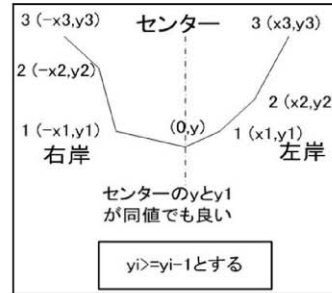 3 (-x3,y3) センター 3 (x3,y3)
2 (-x2,y2)
2 (x2,y2
1 (-x1,y1) (0,y) 1 (x1,y1)
右岸 左岸
センターのyとy1
が同値でも良い
yi>=yi-1とする